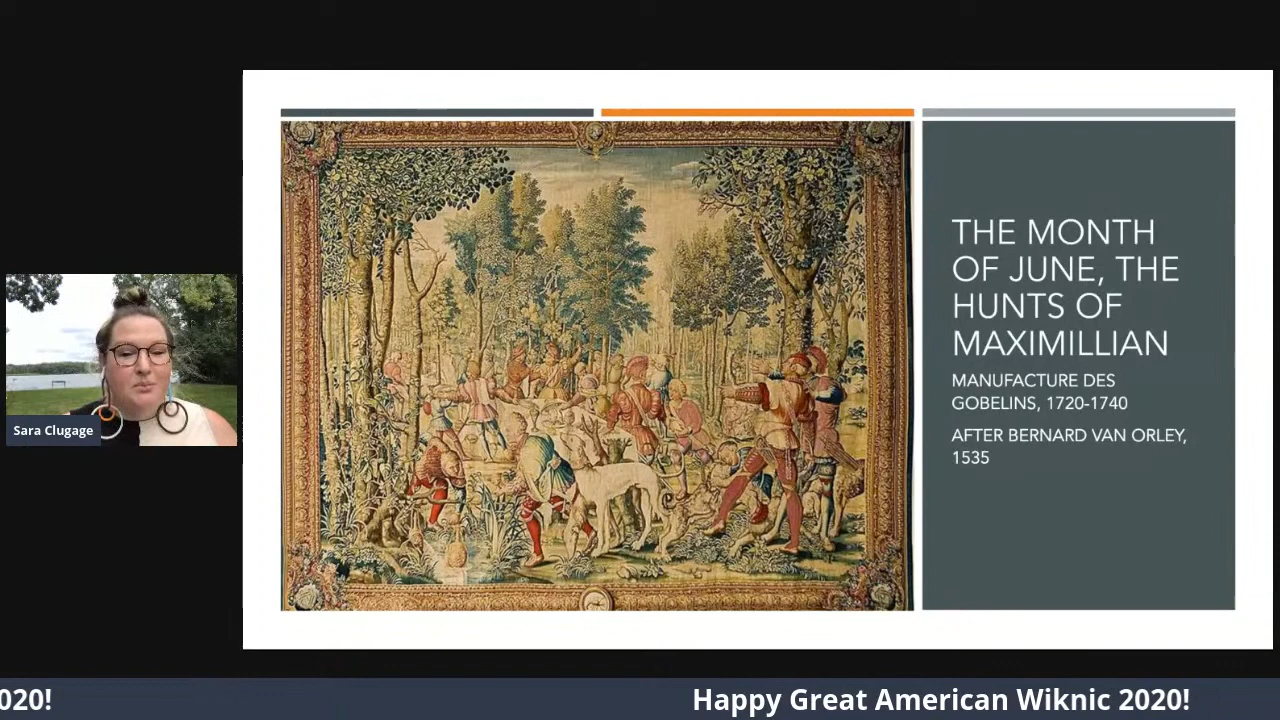 THE MONTH
OF JUNE, THE
HUNTS OF
MAXIMILLIAN
MANUFACTURE DES
GOBELINS, 1720-1740
AFTER BERNARD VAN ORLEY,
1535
Sara Clugage
020!
Happy Great American Wiknic 2020!